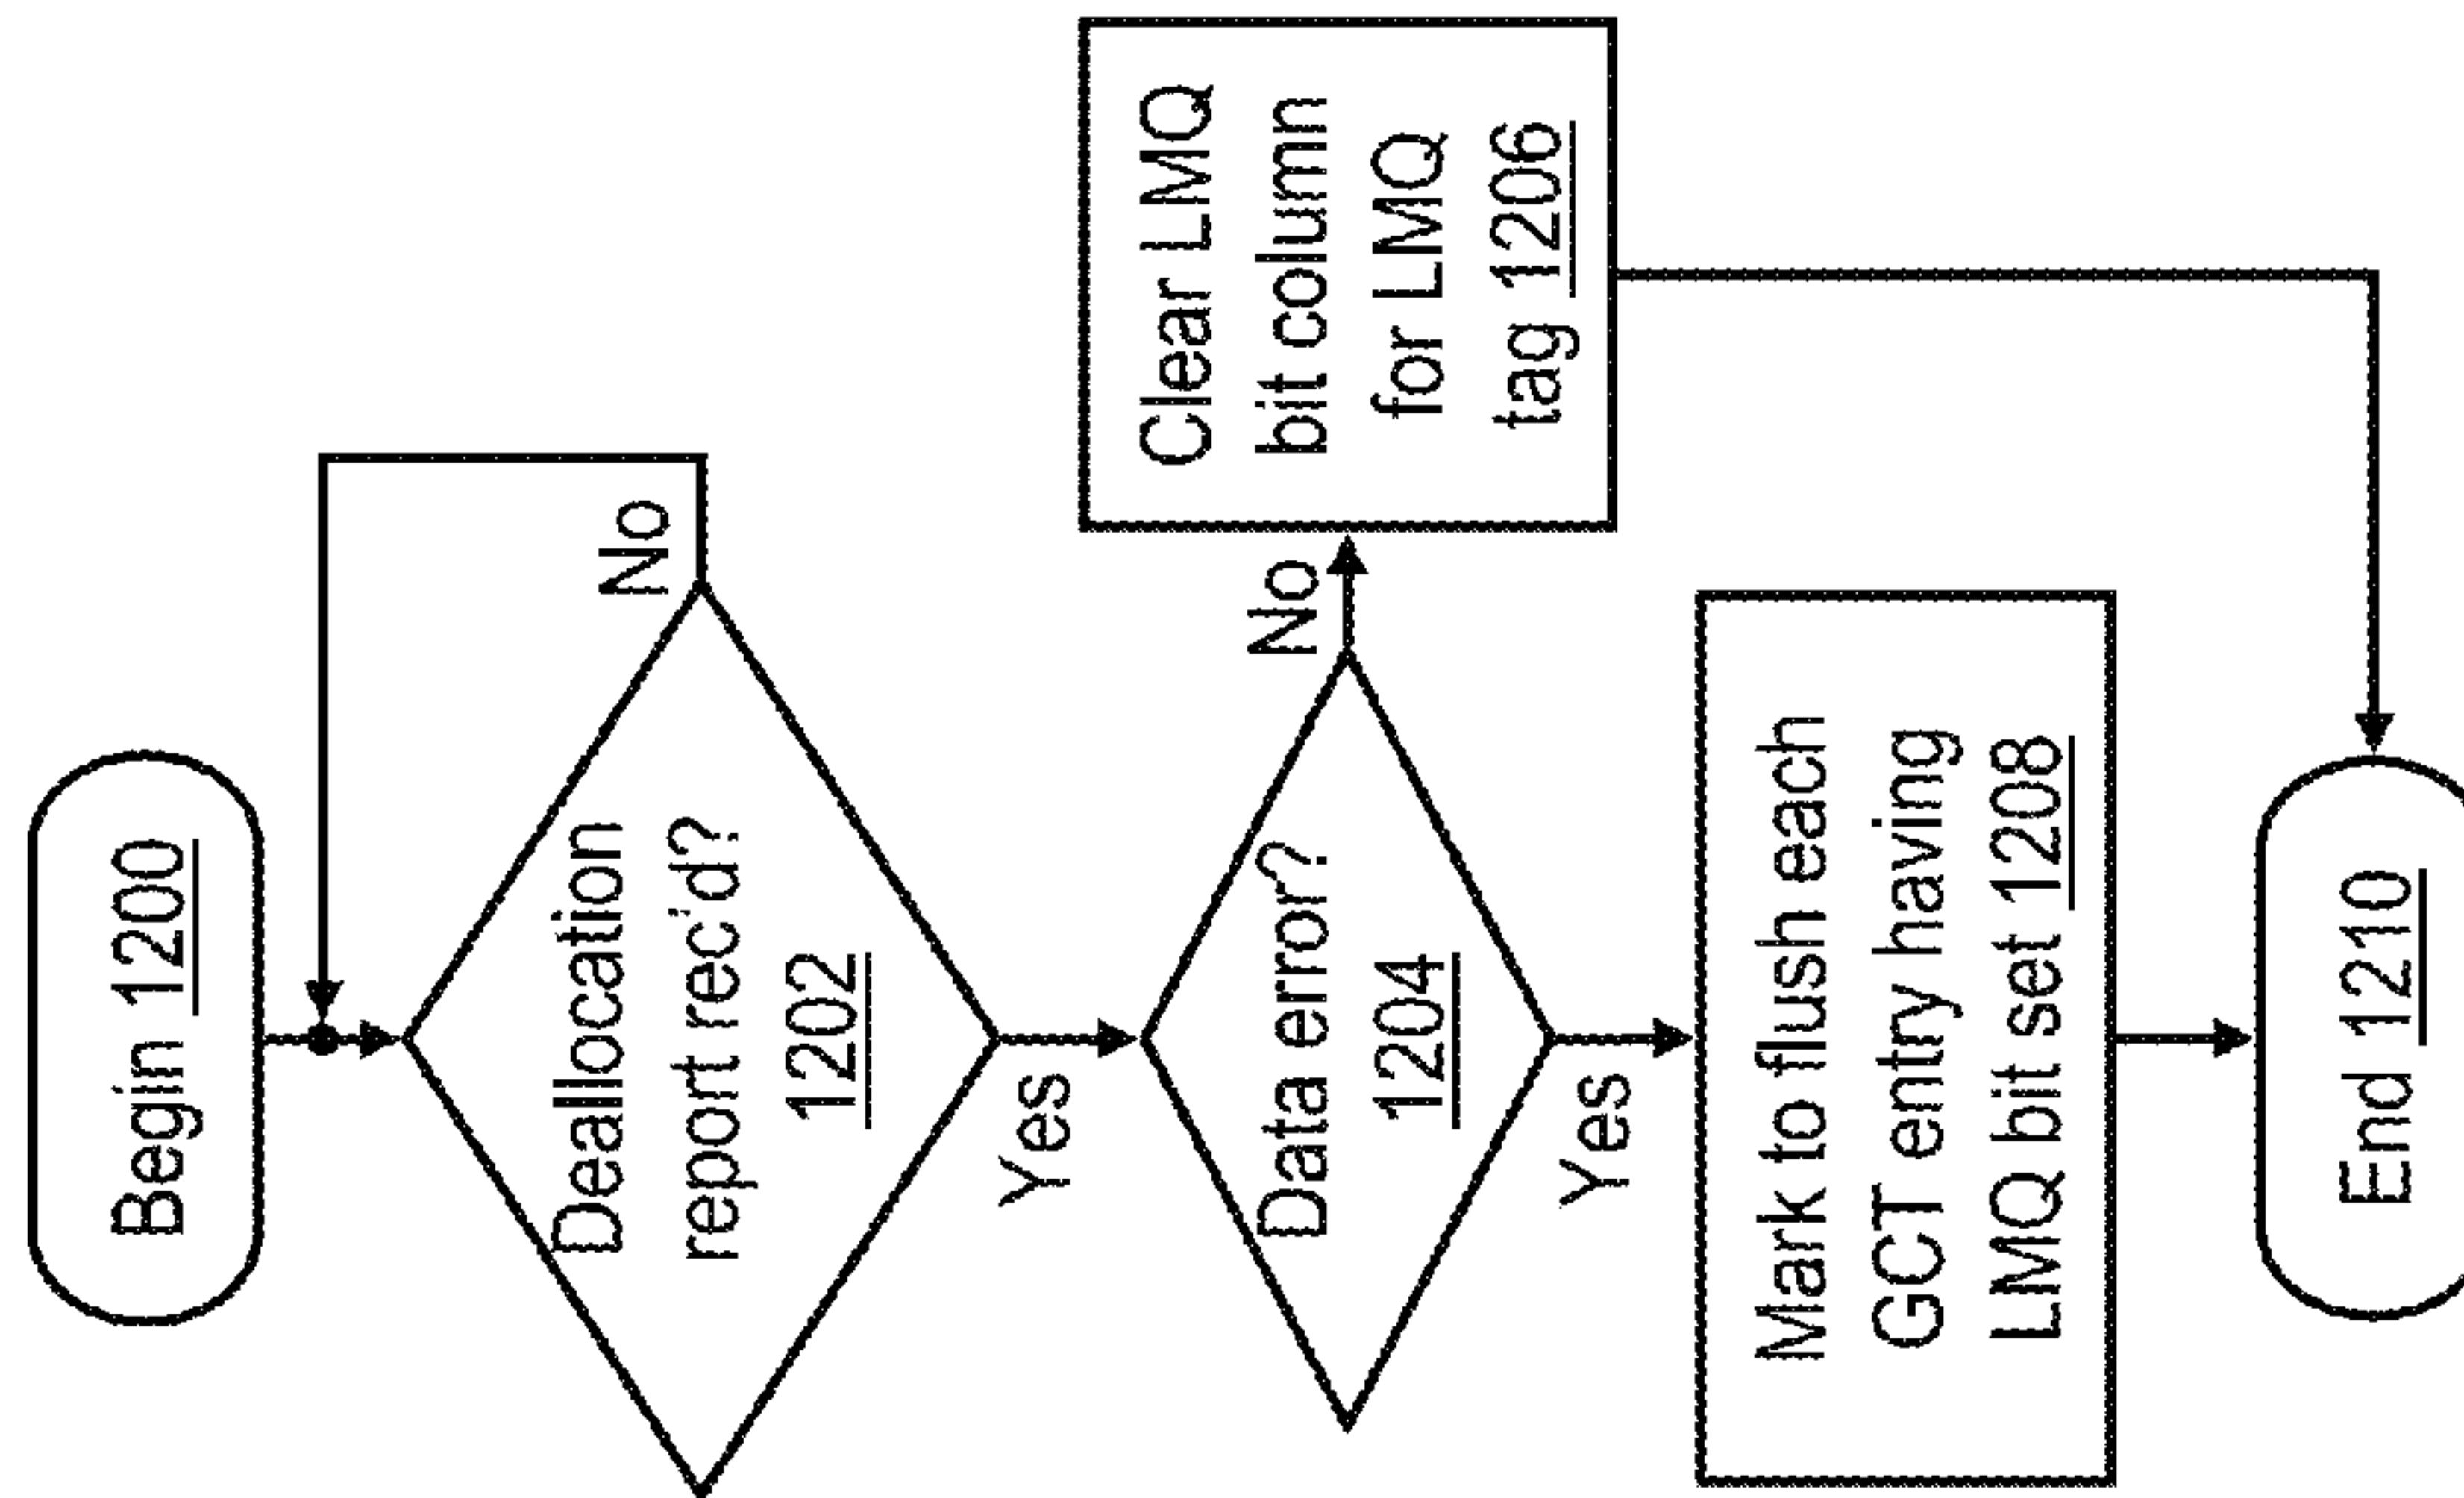 Begin 1200
Deallocation
report rec'd?
1202
No
Yes
Data error?
1204
No
Clear LMQ
bit column
for LMQ
tag 1206
Yes
Mark to flush each
GCT entry having
LMQ bit set 1208
End 1210